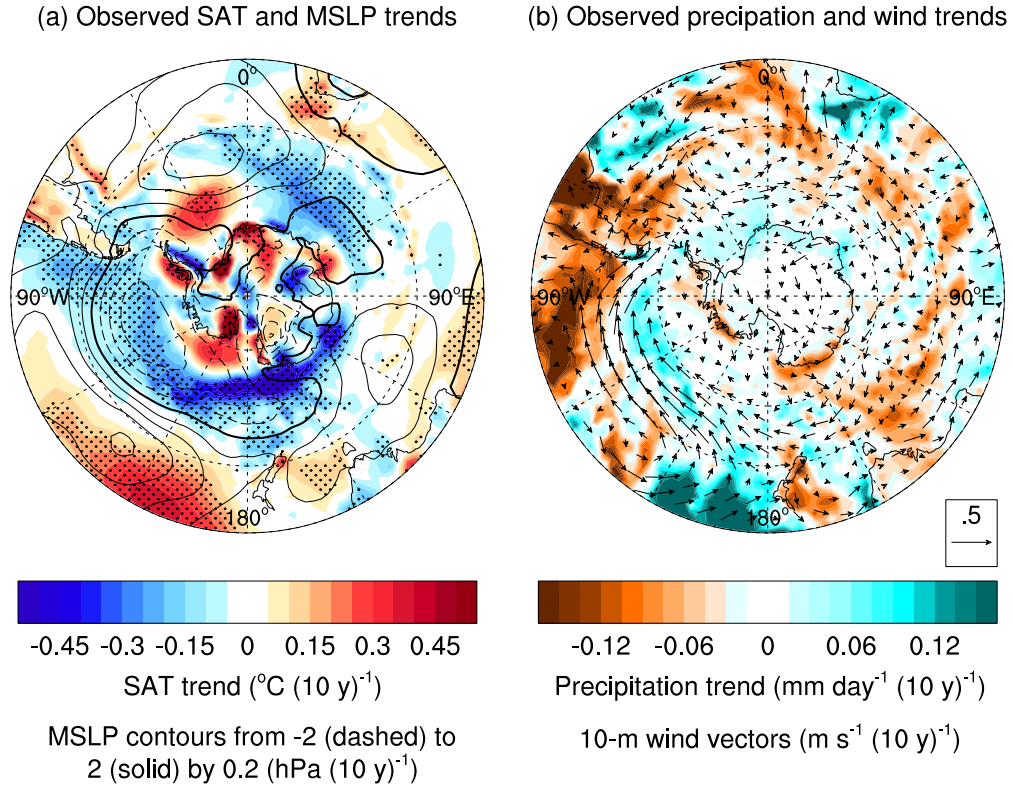 (a) Observed SAT and MSLP trends
(b) Observed precipation and wind trends
0°
90°W
90°E
180°
0°
90°W
90°E
180°
.5
-0.45 -0.3 -0.15 0 0.15 0.3 0.45
SAT trend (°C (10 y)⁻¹)
MSLP contours from -2 (dashed) to
2 (solid) by 0.2 (hPa (10 y)⁻¹)
-0.12 -0.06 0 0.06 0.12
Precipitation trend (mm day⁻¹ (10 y)⁻¹)
10-m wind vectors (m s⁻¹ (10 y)⁻¹)